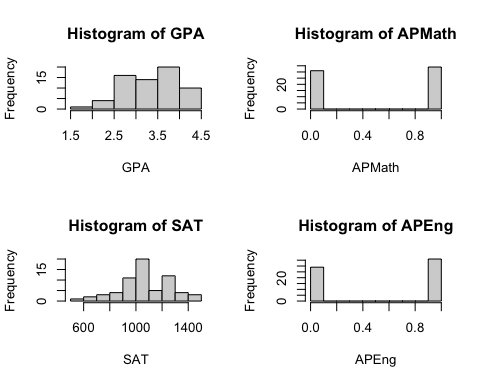 Histogram of GPA
Frequency
0 15
1.5 2.5 3.5 4.5
GPA
Histogram of APMath
Frequency
0 20
0.0 0.4 0.8
APMath
Histogram of SAT
Frequency
0 15
600 1000 1400
SAT
Histogram of APEng
Frequency
0 20
0.0 0.4 0.8
APEng